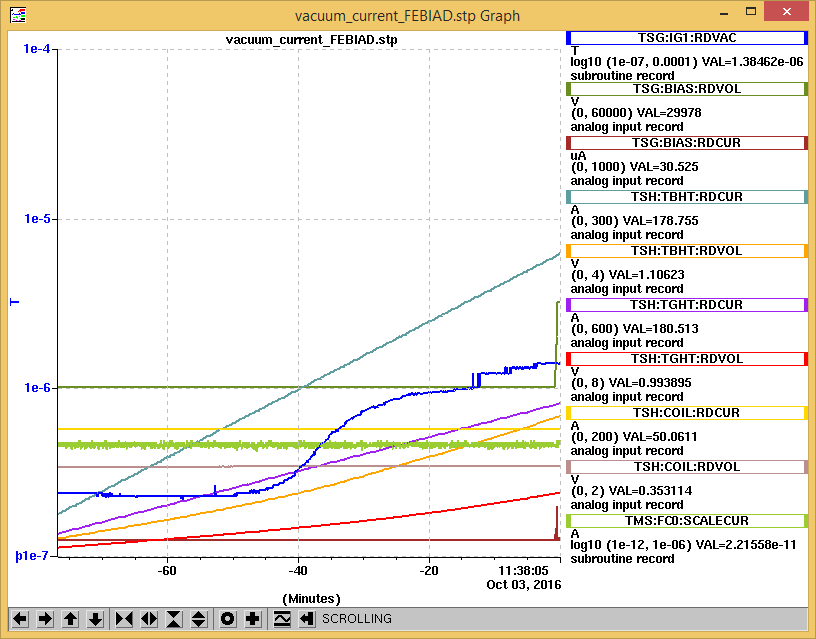 vacuum_current_FEBIAD.stp Graph
vacuum_current_FEBIAD.stp
1e-4
1e-5
T
1e-6
1e-7
-60
-40
-20
11:38:05
Oct 03, 2016
(Minutes)
TSG:IG1:RDVAC
T
log10 (1e-07, 0.0001) VAL=1.38462e-06
subroutine record
TSG:BIAS:RDVOL
V
(0, 60000) VAL=29978
analog input record
TSG:BIAS:RDCUR
uA
(0, 1000) VAL=30.525
analog input record
TSH:TBHT:RDCUR
A
(0, 300) VAL=178.755
analog input record
TSH:TBHT:RDVOL
V
(0, 4) VAL=1.10623
analog input record
TSH:TGHT:RDCUR
A
(0, 600) VAL=180.513
analog input record
TSH:TGHT:RDVOL
V
(0, 8) VAL=0.993895
analog input record
TSH:COIL:RDCUR
A
(0, 200) VAL=50.0611
analog input record
TSH:COIL:RDVOL
V
(0, 2) VAL=0.353114
analog input record
TMS:FC0:SCALECUR
A
log10 (1e-12, 1e-06) VAL=2.21558e-11
subroutine record
SCROLLING